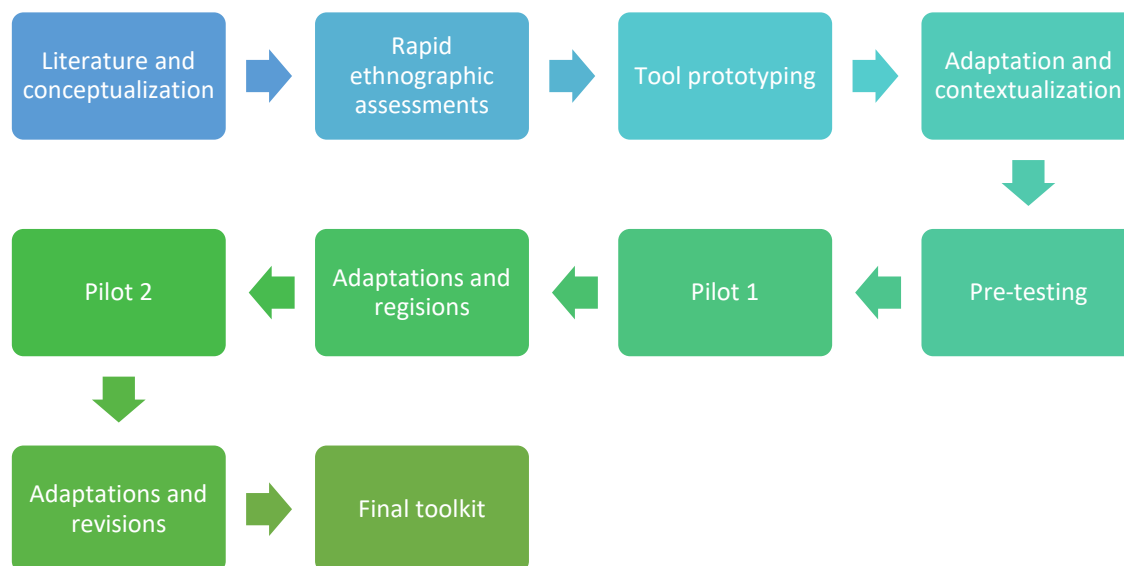 Literature and
conceptualization
Rapid
ethnographic
assessments
Tool prototyping
Adaptation and
contextualization
Pre-testing
Pilot 1
Adaptations and
regisions
Pilot 2
Adaptations and
revisions
Final toolkit